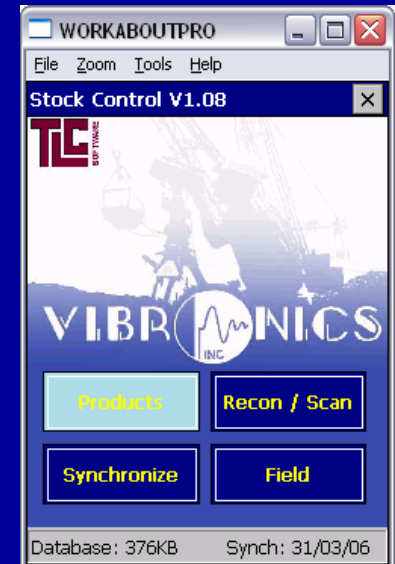 WORKABOUTPRO
File Zoom Tools Help
Stock Control V1.08
TLC
SOFTWARE
VIBRONICS
INC
Products Recon / Scan
Synchronize Field
Database: 376KB Synch: 31/03/06